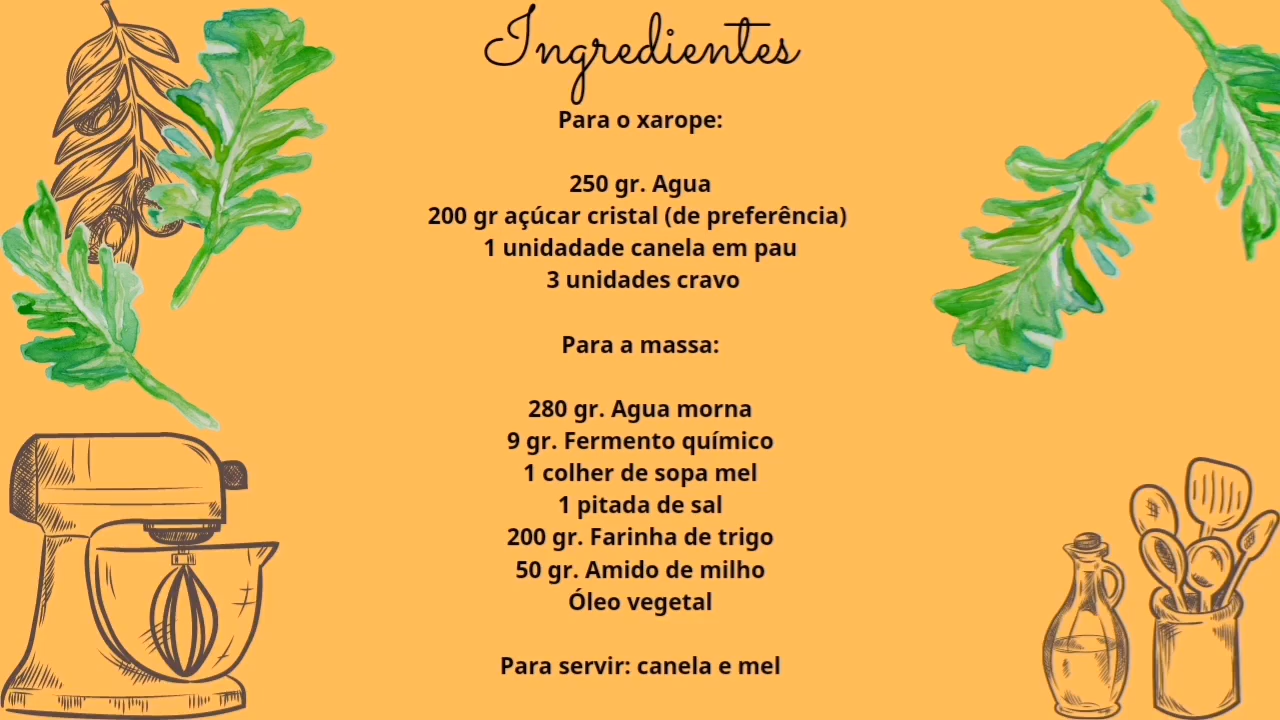 Ingredientes
Para o xarope:
250 gr. Agua
200 gr açúcar cristal (de preferência)
1 unidadade canela em pau
3 unidades cravo
Para a massa:
280 gr. Agua morna
9 gr. Fermento químico
1 colher de sopa mel
1 pitada de sal
200 gr. Farinha de trigo
50 gr. Amido de milho
Óleo vegetal
Para servir: canela e mel